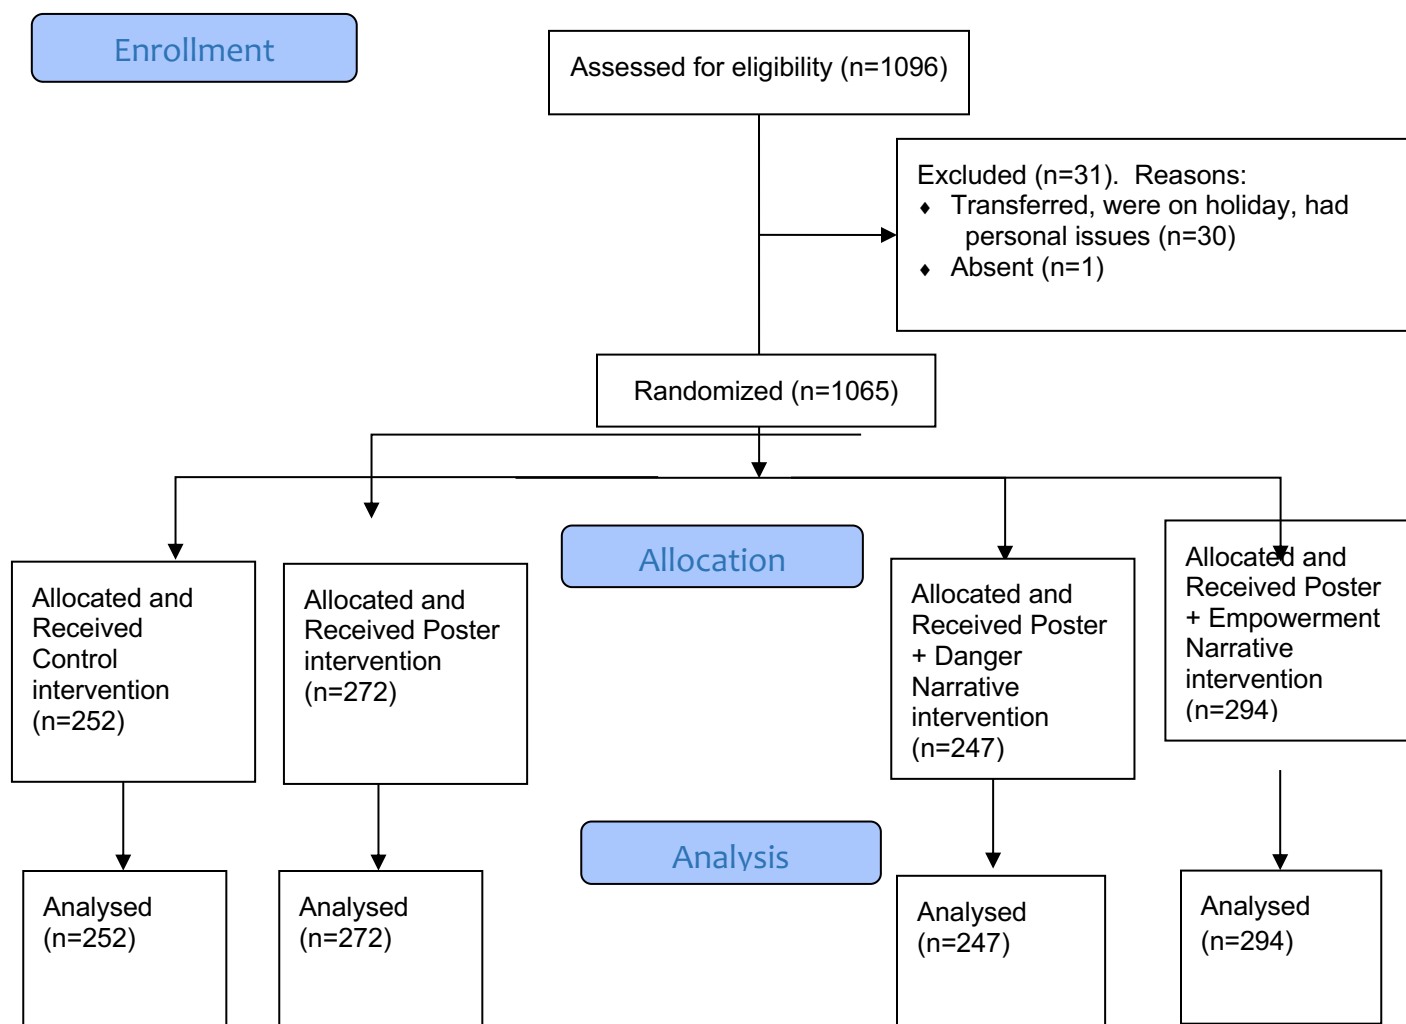 Enrollment
Assessed for eligibility (n=1096)
Excluded (n=31).  Reasons:
♦ Transferred, were on holiday, had
personal issues (n=30)
♦ Absent (n=1)
Randomized (n=1065)
Allocation
Allocated and
Received
Control
intervention
(n=252)
Allocated and
Received Poster
intervention
(n=272)
Allocated and
Received Poster
+ Danger
Narrative
intervention
(n=247)
Allocated and
Received Poster
+ Empowerment
Narrative
intervention
(n=294)
Analysis
Analysed
(n=252)
Analysed
(n=272)
Analysed
(n=247)
Analysed
(n=294)